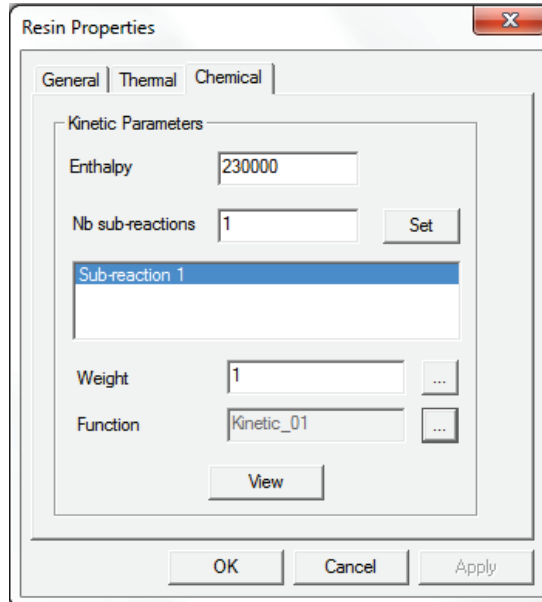 Resin Properties
General Thermal Chemical
Kinetic Parameters
Enthalpy 230000
Nb sub-reactions 1 Set
Sub-reaction 1
Weight 1 ...
Function Kinetic_01 ...
View
OK Cancel Apply